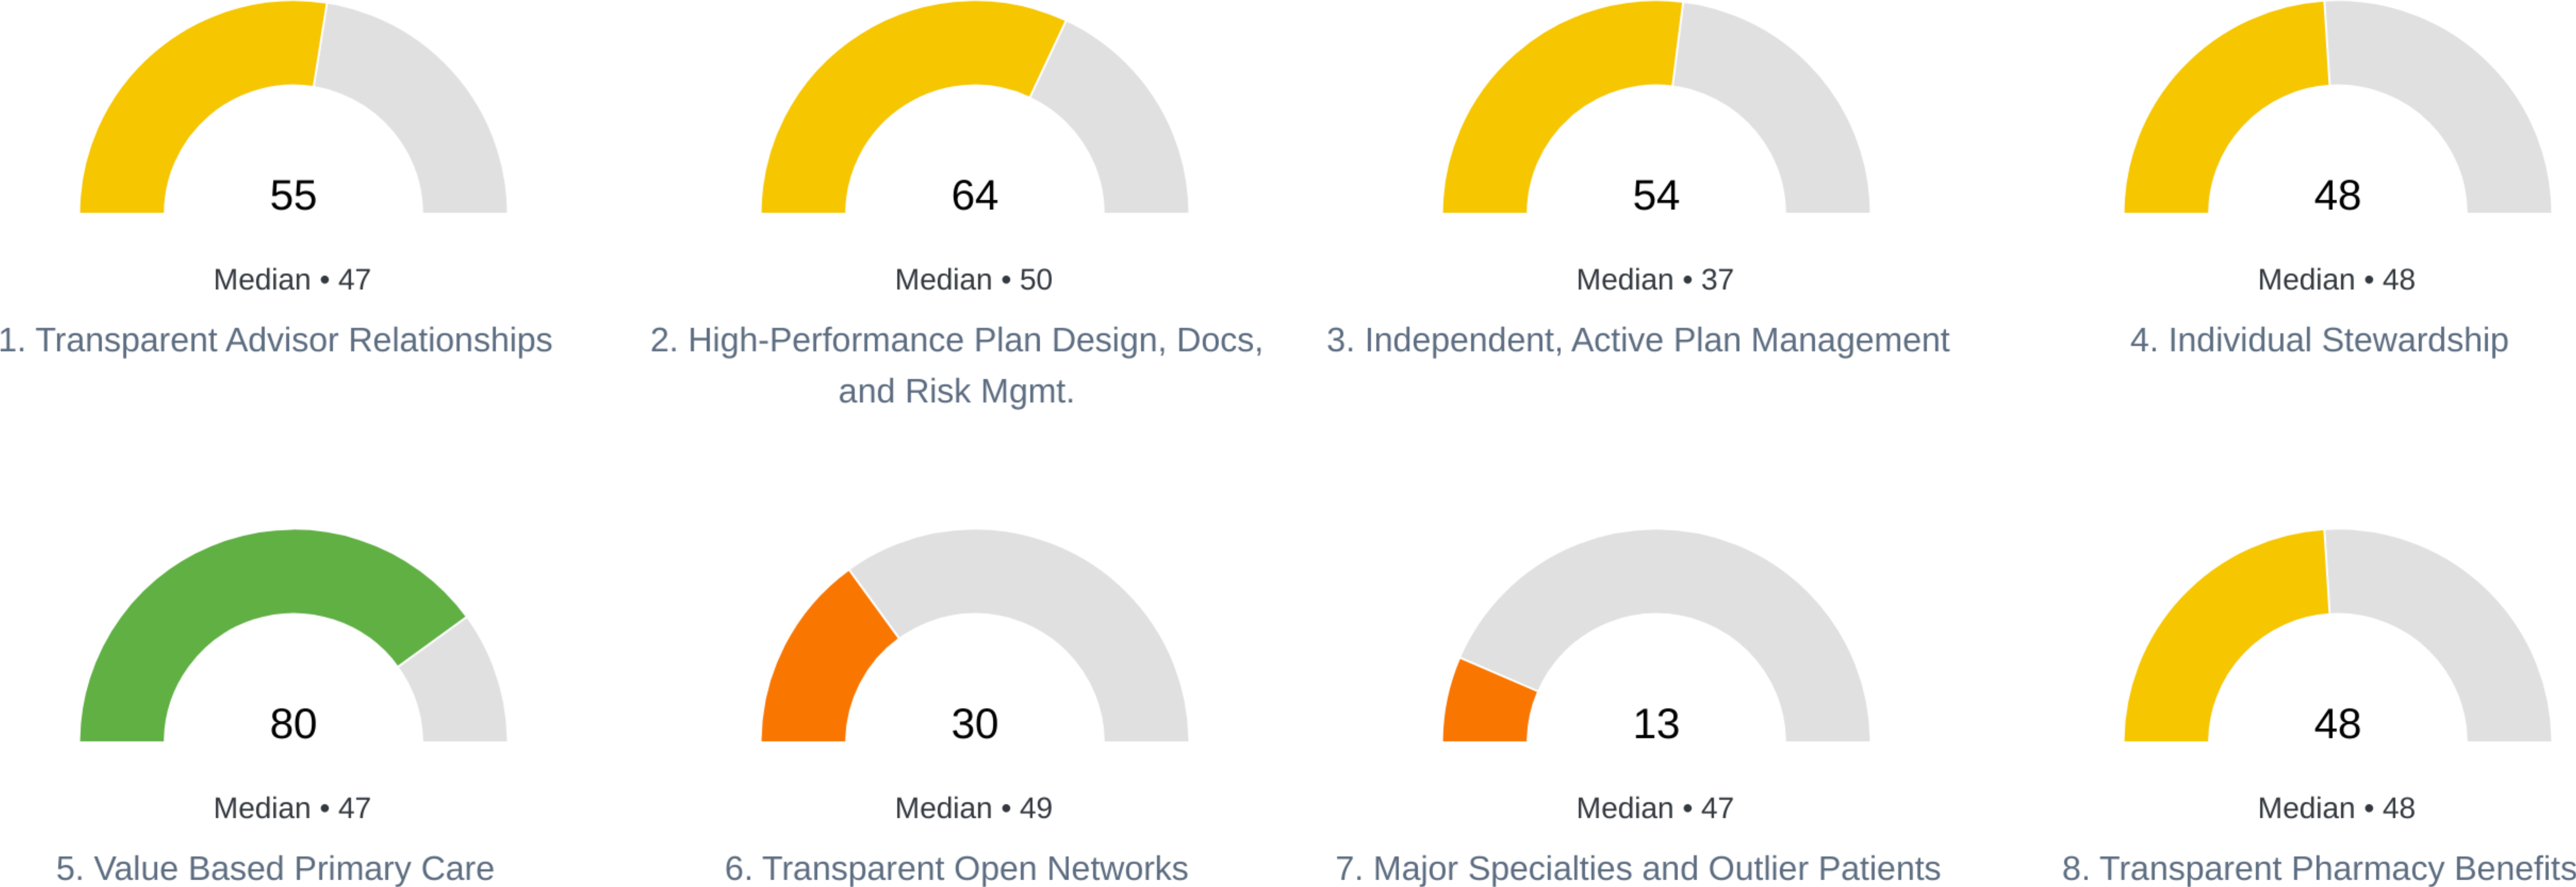 55
64
54
48
Median • 47
Median • 50
Median • 37
Median • 48
1. Transparent Advisor Relationships
2. High-Performance Plan Design, Docs,
and Risk Mgmt.
3. Independent, Active Plan Management
4. Individual Stewardship
80
30
13
48
Median • 47
Median • 49
Median • 47
Median • 48
5. Value Based Primary Care
6. Transparent Open Networks
7. Major Specialties and Outlier Patients
8. Transparent Pharmacy Benefits